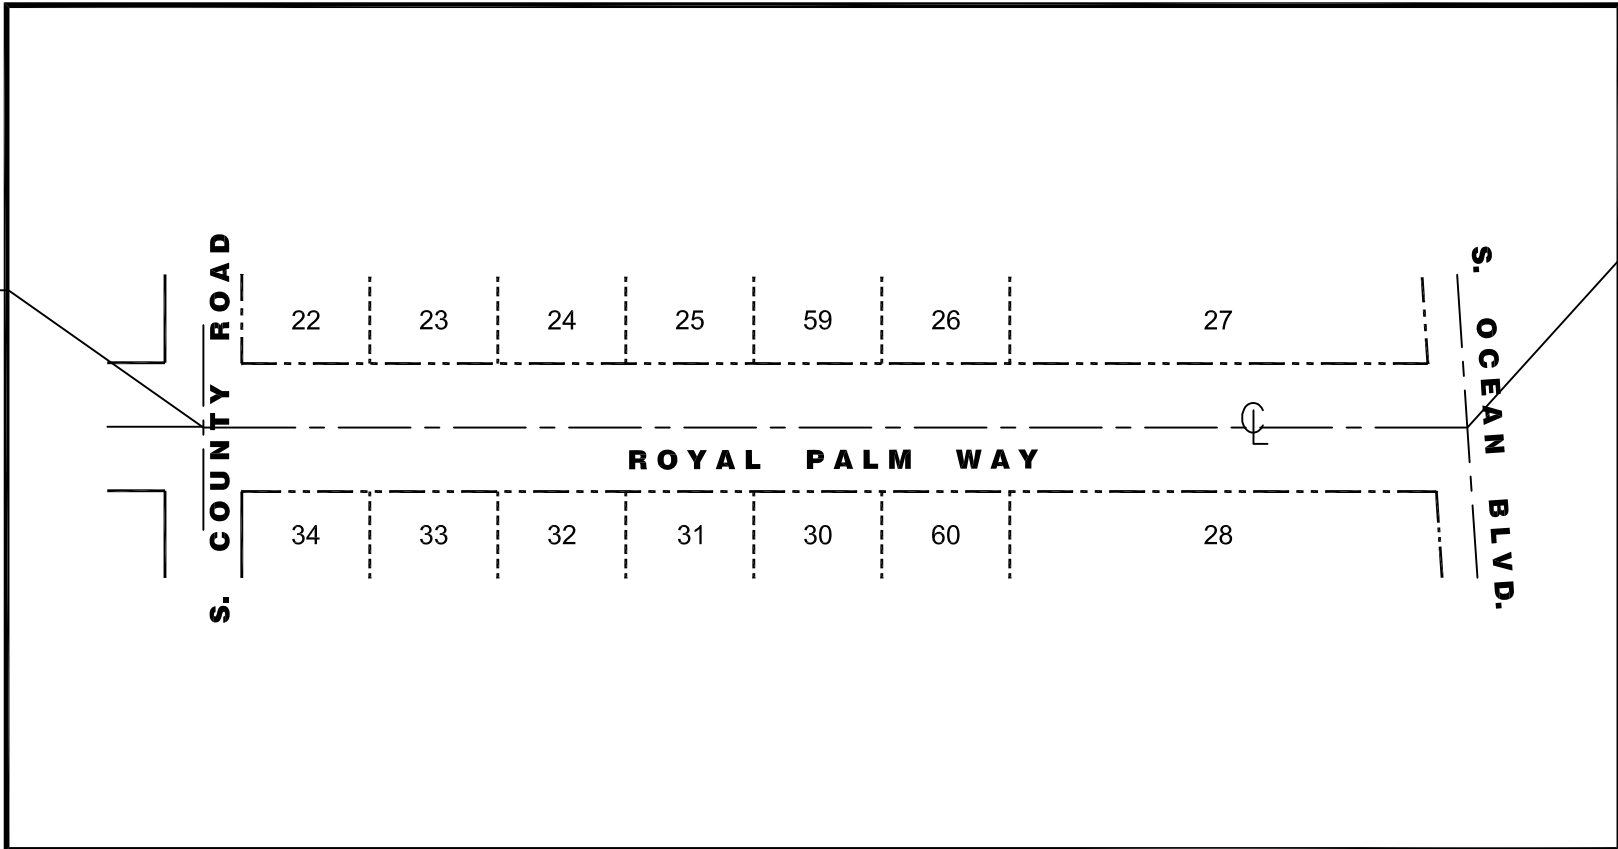 S. COUNTY ROAD
22 23 24 25 59 26 27
S. OCEAN BLVD.
℄
ROYAL PALM WAY
34 33 32 31 30 60 28